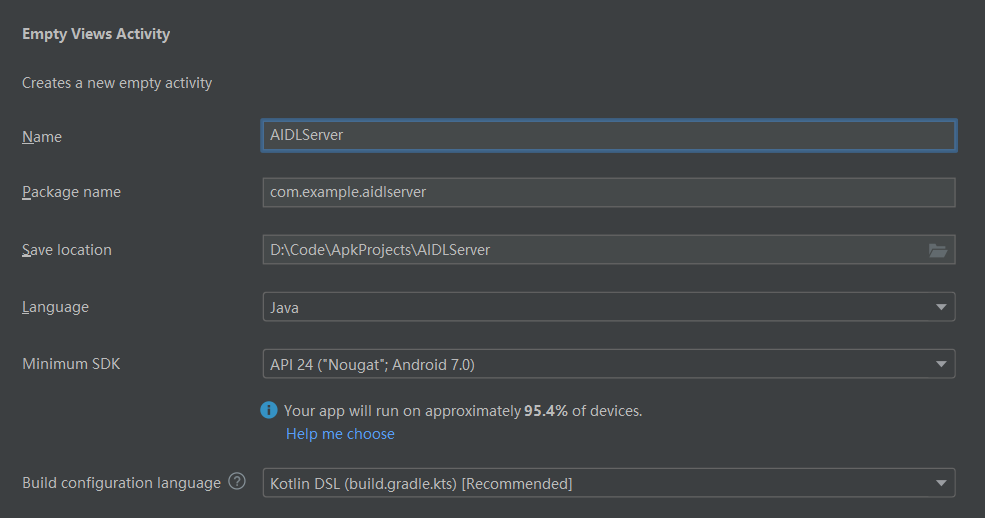 Empty Views Activity
Creates a new empty activity
Name AIDLServer
Package name com.example.aidlserver
Save location D:\Code\ApkProjects\AIDLServer
Language Java
Minimum SDK API 24 ("Nougat"; Android 7.0)
Your app will run on approximately 95.4% of devices.
Help me choose
Build configuration language Kotlin DSL (build.gradle.kts) [Recommended]